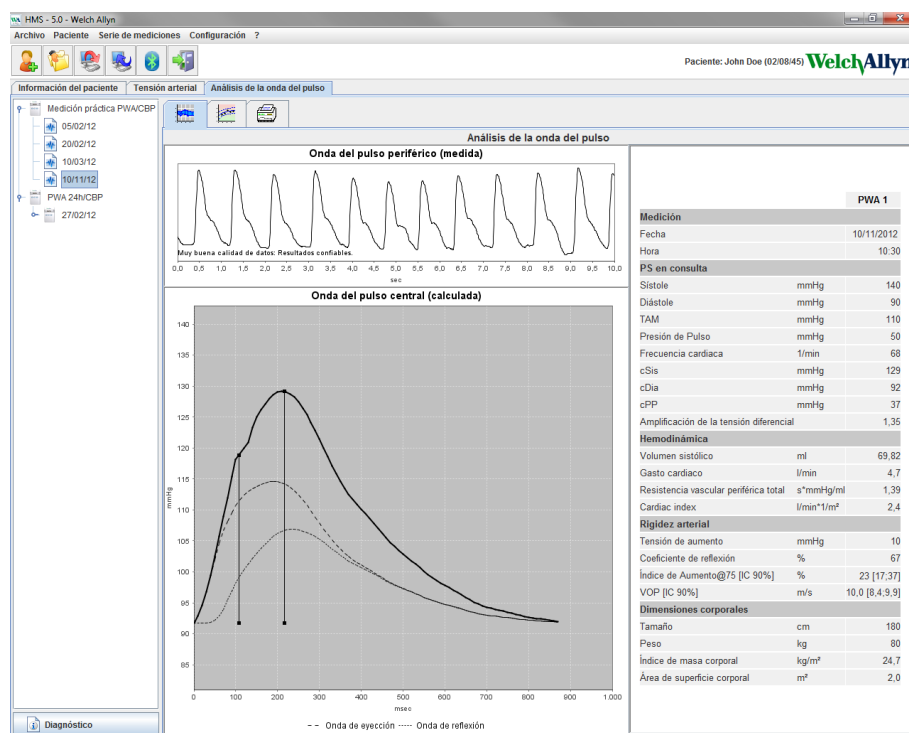 HMS - 5.0 - Welch Allyn
Archivo Paciente Serie de mediciones Configuración ?
Paciente: John Doe (02/08/45) WelchAllyn
Información del paciente Tensión arterial Análisis de la onda del pulso
Medición práctica PWA/CBP
05/02/12
20/02/12
10/03/12
10/11/12
PWA 24h/CBP
27/02/12
Diagnóstico
Análisis de la onda del pulso
Onda del pulso periférico (medida)
Muy buena calidad de datos: Resultados confiables.
0,0 0,5 1,0 1,5 2,0 2,5 3,0 3,5 4,0 4,5 5,0 5,5 6,0 6,5 7,0 7,5 8,0 8,5 9,0 9,5 10,0
sec
Onda del pulso central (calculada)
140
135
130
125
120
115
110
105
100
95
90
85
mmHg
0 100 200 300 400 500 600 700 800 900 1.000
msec
– – Onda de eyección ----- Onda de reflexión
PWA 1
Medición
Fecha 10/11/2012
Hora 10:30
PS en consulta
Sístole mmHg 140
Diástole mmHg 90
TAM mmHg 110
Presión de Pulso mmHg 50
Frecuencia cardiaca 1/min 68
cSis mmHg 129
cDia mmHg 92
cPP mmHg 37
Amplificación de la tensión diferencial 1,35
Hemodinámica
Volumen sistólico ml 69,82
Gasto cardiaco l/min 4,7
Resistencia vascular periférica total s*mmHg/ml 1,39
Cardiac index l/min*1/m² 2,4
Rigidez arterial
Tensión de aumento mmHg 10
Coeficiente de reflexión % 67
Índice de Aumento@75 [IC 90%] % 23 [17;37]
VOP [IC 90%] m/s 10,0 [8,4;9,9]
Dimensiones corporales
Tamaño cm 180
Peso kg 80
Índice de masa corporal kg/m² 24,7
Área de superficie corporal m² 2,0